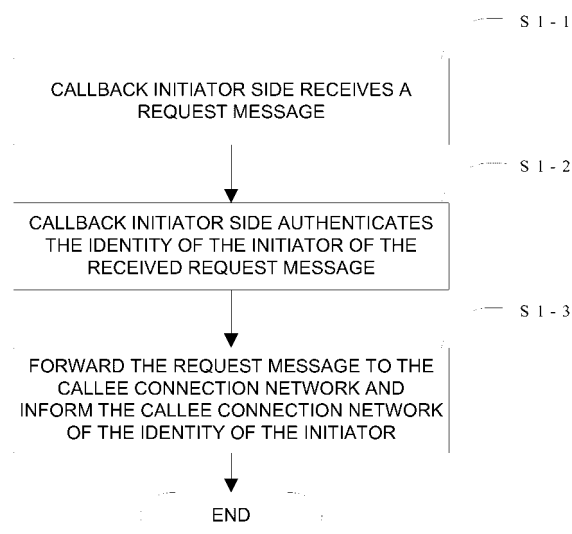 S 1 - 1
CALLBACK INITIATOR SIDE RECEIVES A
REQUEST MESSAGE
S 1 - 2
CALLBACK INITIATOR SIDE AUTHENTICATES
THE IDENTITY OF THE INITIATOR OF THE
RECEIVED REQUEST MESSAGE
S 1 - 3
FORWARD THE REQUEST MESSAGE TO THE
CALLEE CONNECTION NETWORK AND
INFORM THE CALLEE CONNECTION NETWORK
OF THE IDENTITY OF THE INITIATOR
END